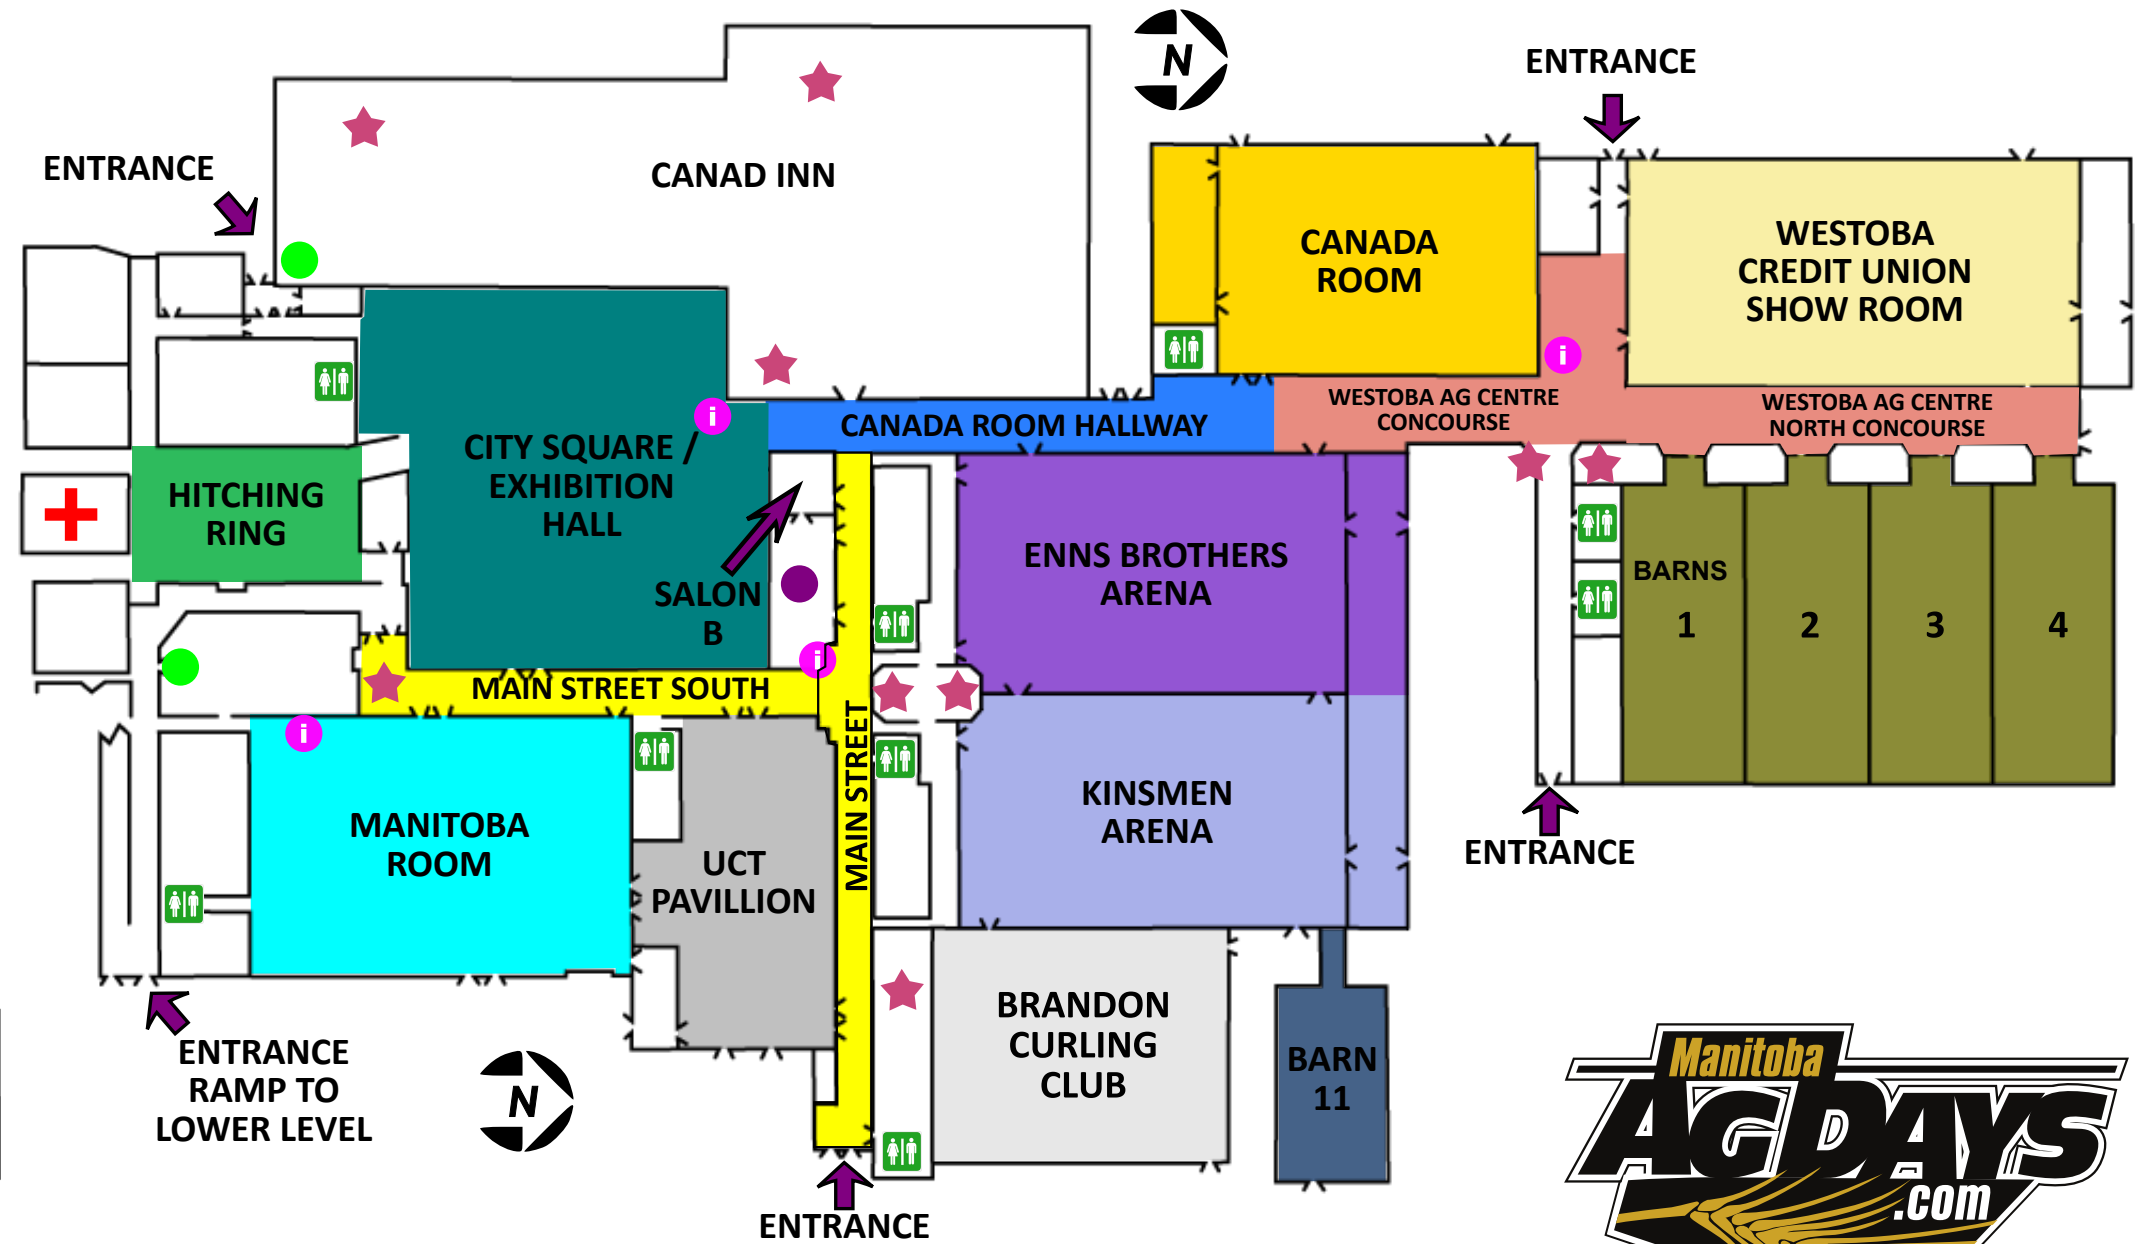 N
ENTRANCE
ENTRANCE
CANAD INN
CANADA
ROOM
WESTOBA
CREDIT UNION
SHOW ROOM
i
WESTOBA AG CENTRE
CONCOURSE
WESTOBA AG CENTRE
NORTH CONCOURSE
i
CANADA ROOM HALLWAY
CITY SQUARE /
EXHIBITION
HALL
HITCHING
RING
SALON
B
ENNS BROTHERS
ARENA
BARNS
1
2
3
4
i
MAIN STREET SOUTH
i
MAIN STREET
MANITOBA
ROOM
UCT
PAVILLION
KINSMEN
ARENA
ENTRANCE
BRANDON
CURLING
CLUB
BARN
11
ENTRANCE
RAMP TO
LOWER LEVEL
N
ENTRANCE
Manitoba
AGDAYS
.com